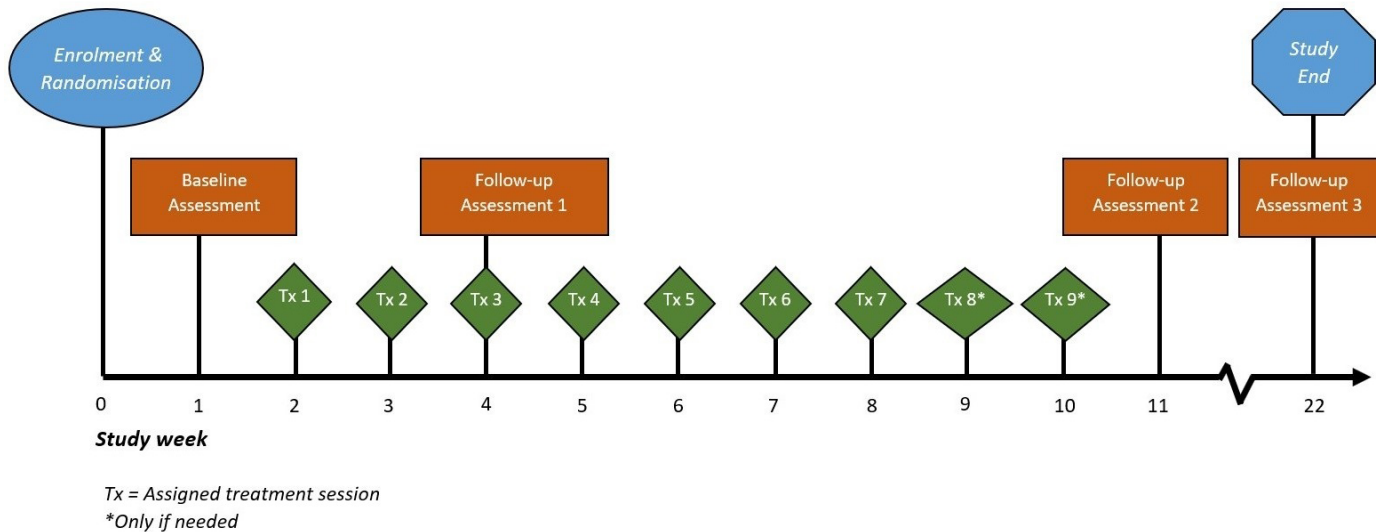 Enrolment &
Randomisation
Study
End
Baseline
Assessment
Follow-up
Assessment 1
Follow-up
Assessment 2
Follow-up
Assessment 3
Tx 1
Tx 2
Tx 3
Tx 4
Tx 5
Tx 6
Tx 7
Tx 8*
Tx 9*
0 1 2 3 4 5 6 7 8 9 10 11 22
Study week
Tx = Assigned treatment session
*Only if needed